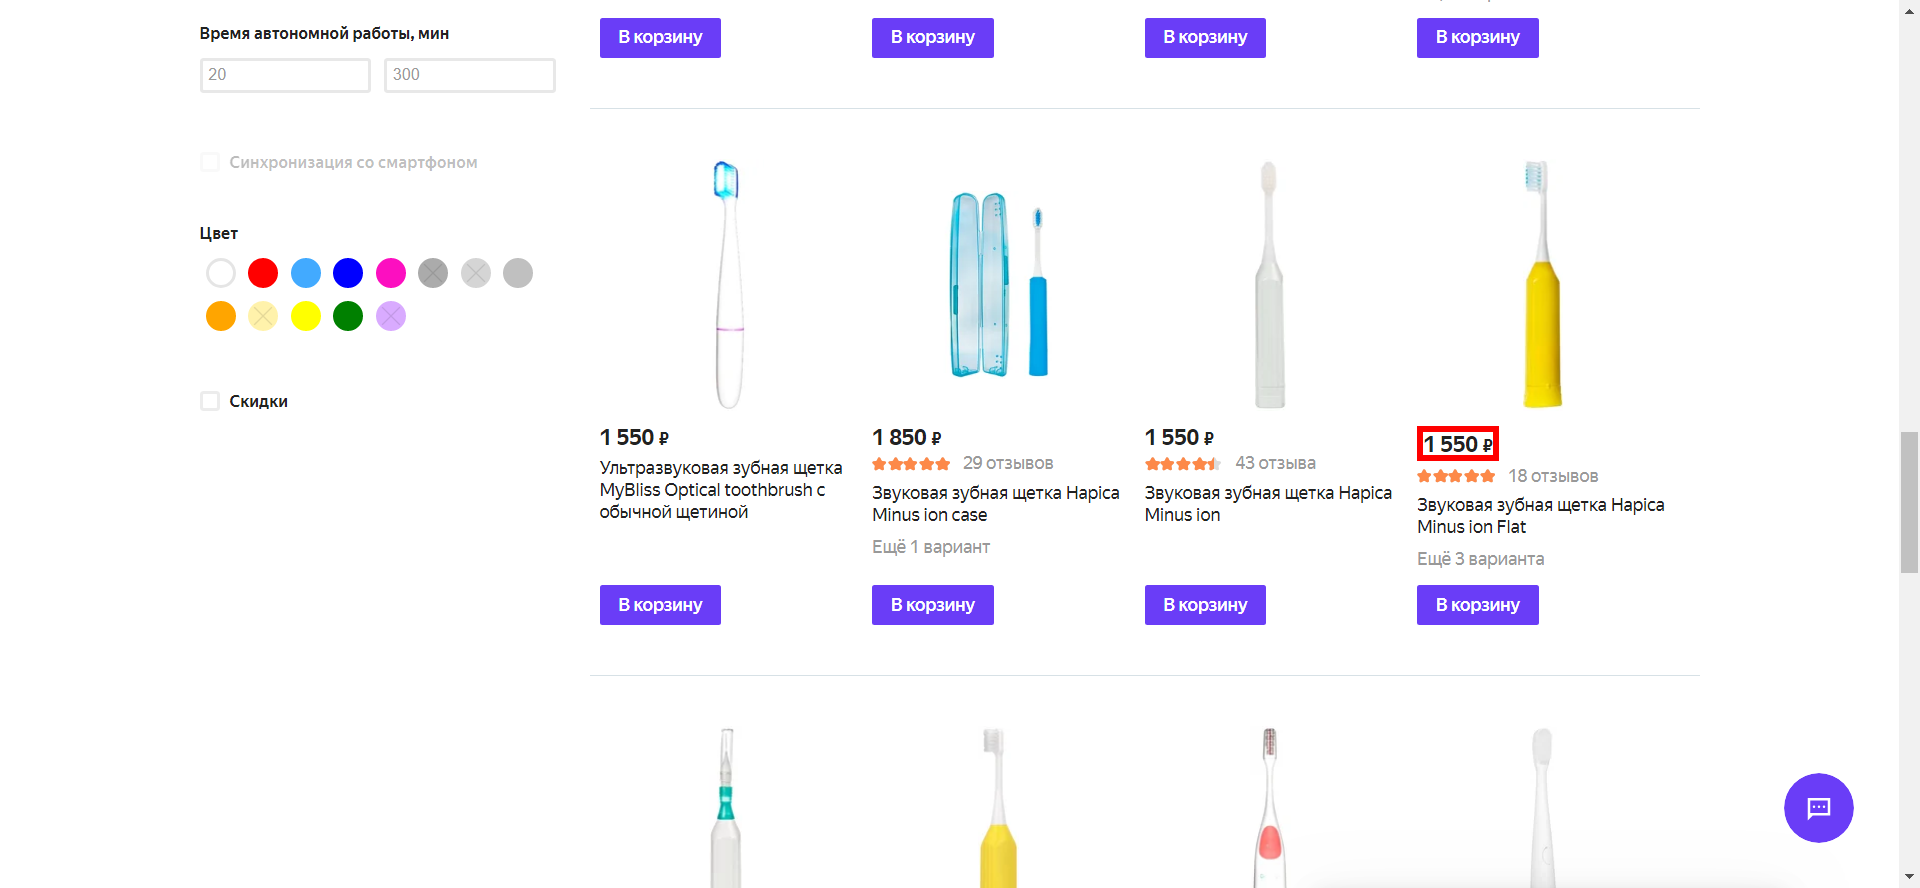 Время автономной работы, мин
20
300
Синхронизация со смартфоном
Цвет
Скидки
В корзину
В корзину
В корзину
В корзину
1 550 ₽
Ультразвуковая зубная щетка
MyBliss Optical toothbrush с
обычной щетиной
В корзину
1 850 ₽
29 отзывов
Звуковая зубная щетка Hapica
Minus ion case
Ещё 1 вариант
В корзину
1 550 ₽
43 отзыва
Звуковая зубная щетка Hapica
Minus ion
В корзину
1 550 ₽
18 отзывов
Звуковая зубная щетка Hapica
Minus ion Flat
Ещё 3 варианта
В корзину